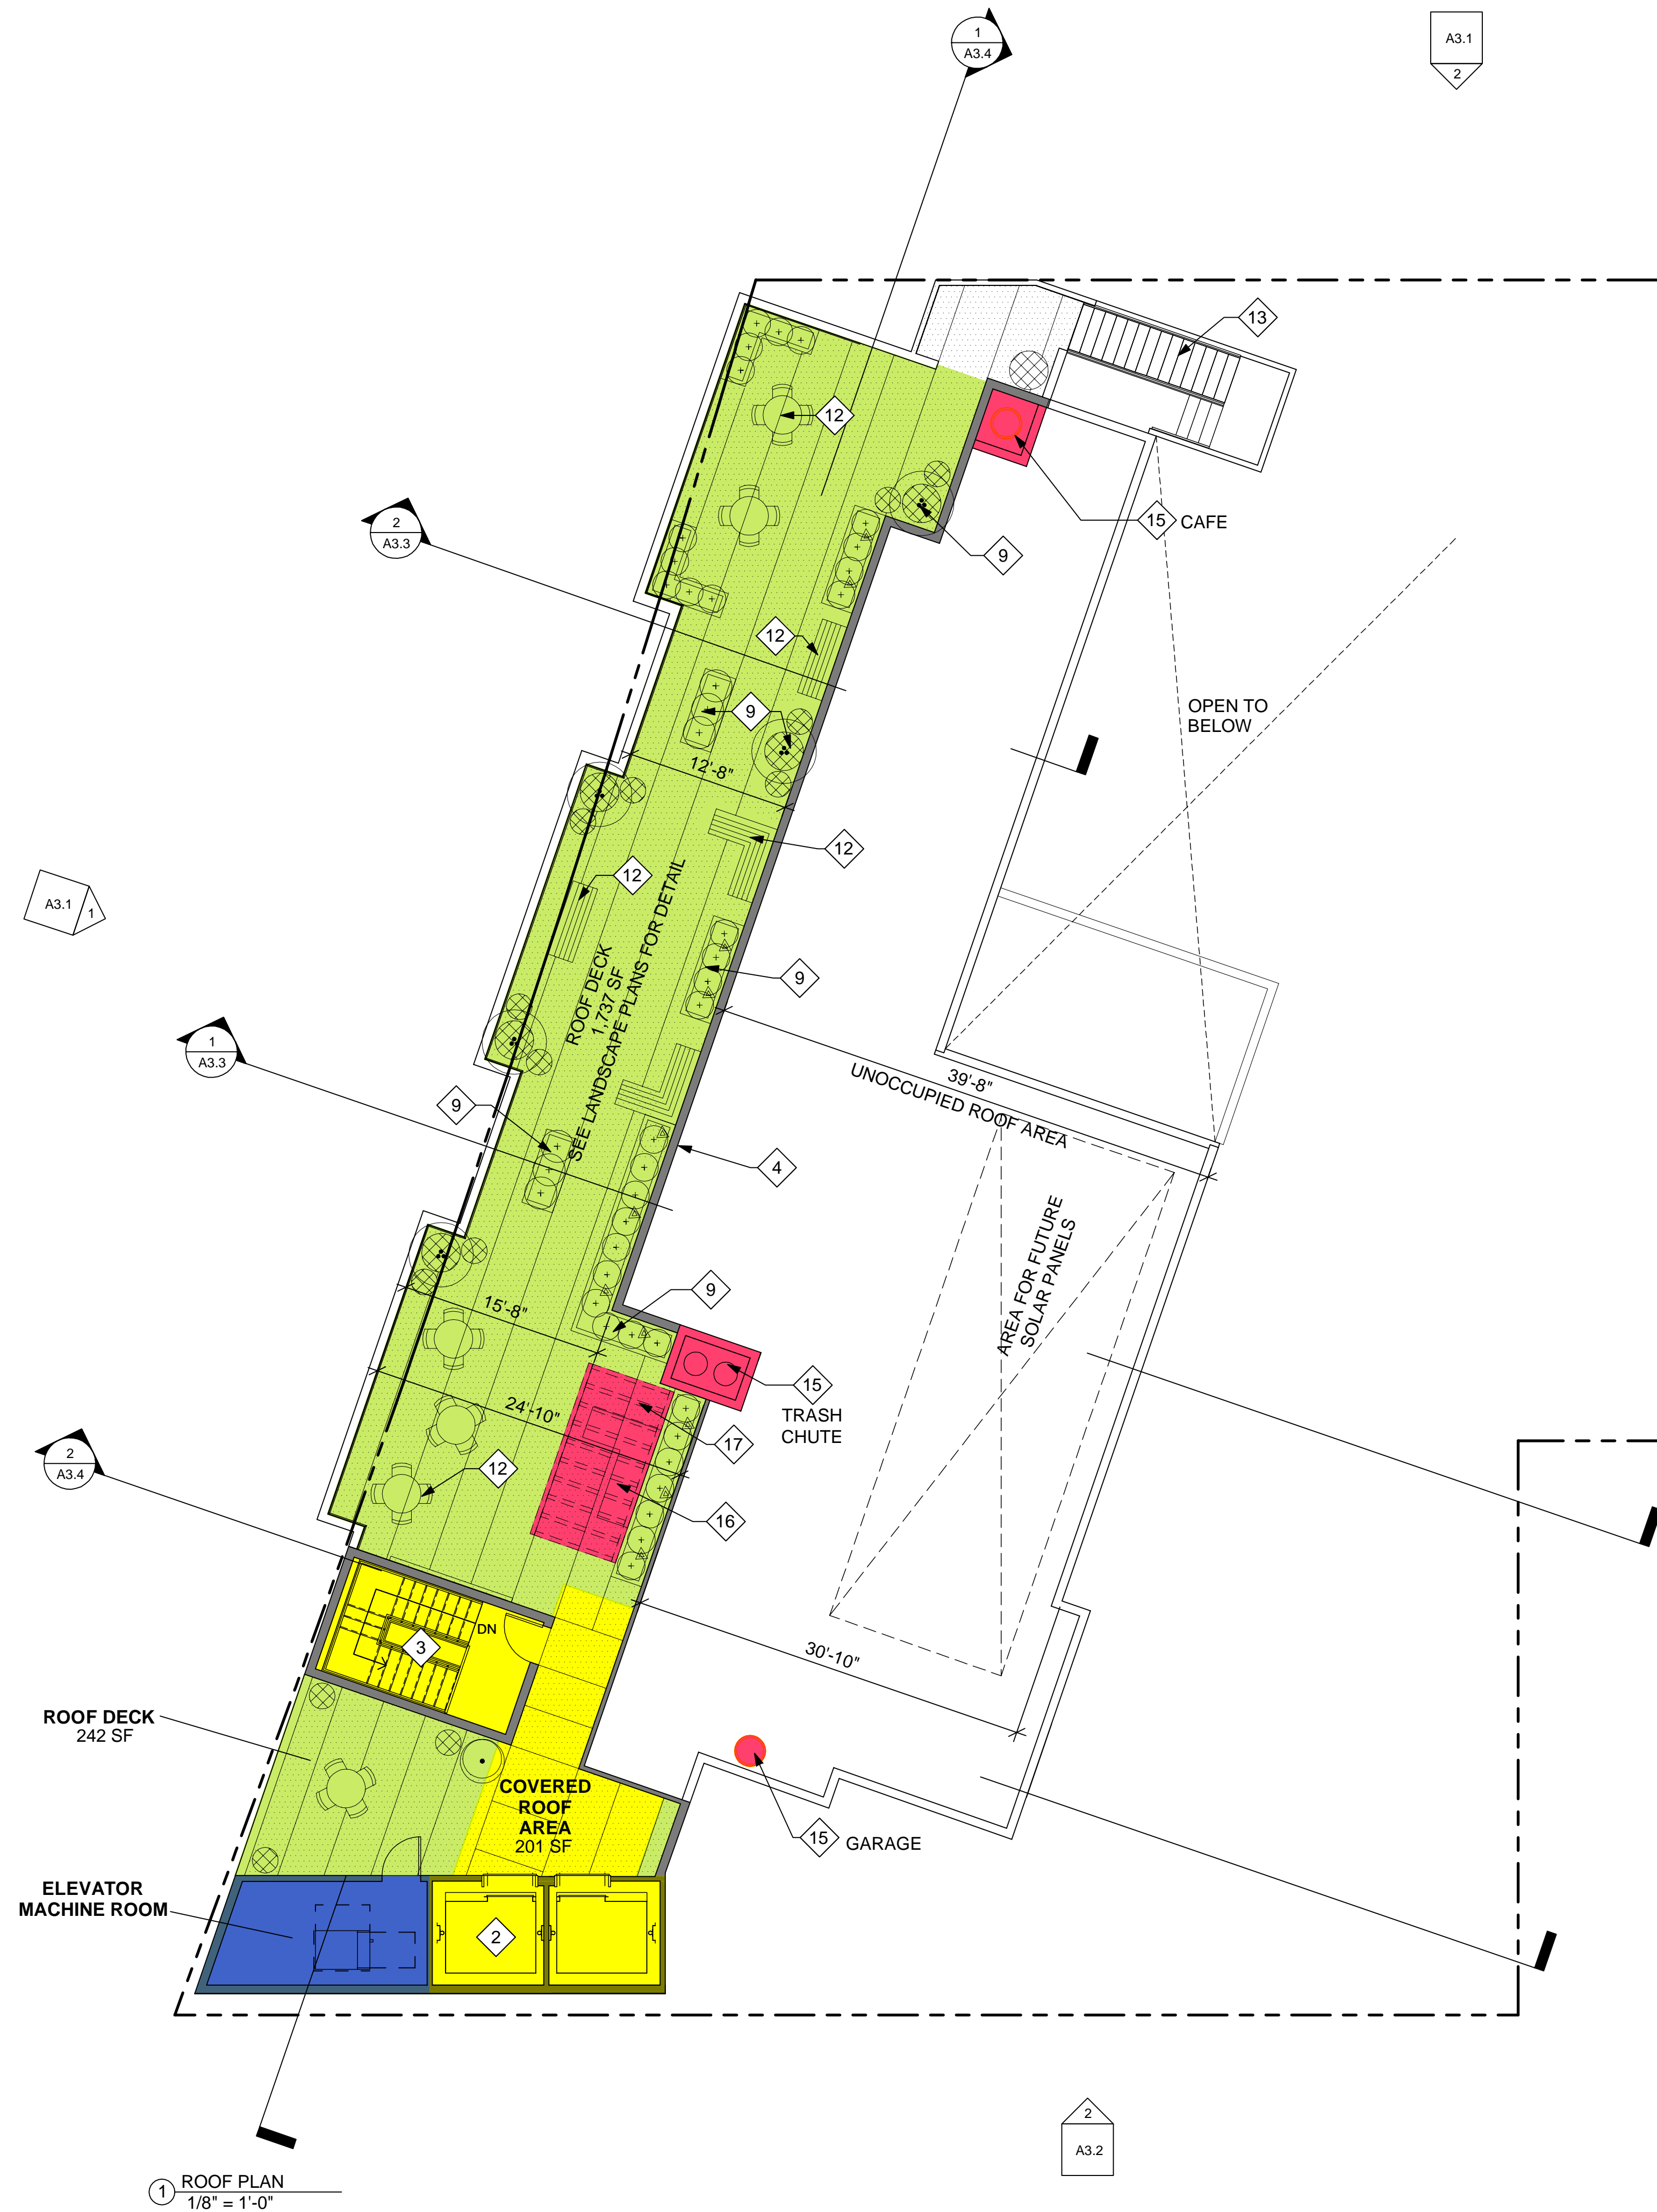 1
A3.4
A3.1
2
13
12
15 CAFE
9
2
A3.3
12
9
OPEN TO
BELOW
12'-8"
12
12
A3.1
1
9
ROOF DECK
1,737 SF
SEE LANDSCAPE PLANS FOR DETAIL
1
A3.3
39'-8"
UNOCCUPIED ROOF AREA
9
4
AREA FOR FUTURE
SOLAR PANELS
9
15'-8"
15
TRASH
CHUTE
24'-10"
17
2
A3.4
12
16
DN
3
30'-10"
ROOF DECK
242 SF
COVERED
ROOF
AREA
201 SF
15 GARAGE
ELEVATOR
MACHINE ROOM
2
2
A3.2
1 ROOF PLAN
1/8" = 1'-0"